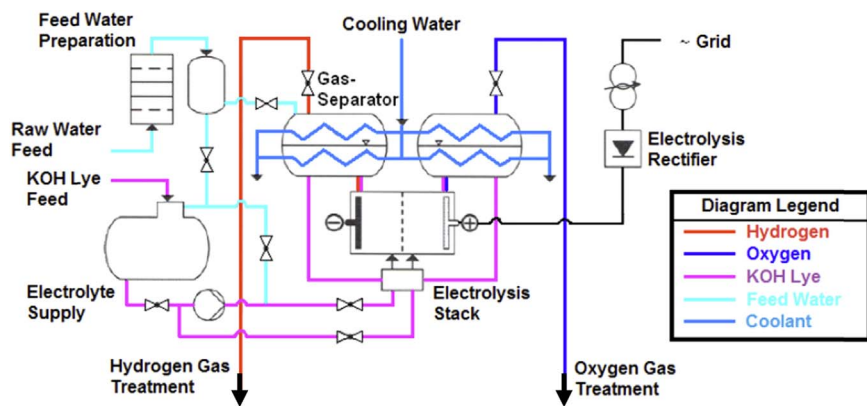 Feed Water
Preparation
Cooling Water
~ Grid
Gas-
Separator
Raw Water
Feed
Electrolysis
Rectifier
KOH Lye
Feed
Diagram Legend
Hydrogen
Oxygen
KOH Lye
Feed Water
Coolant
Electrolyte
Supply
Electrolysis
Stack
Hydrogen Gas
Treatment
Oxygen Gas
Treatment